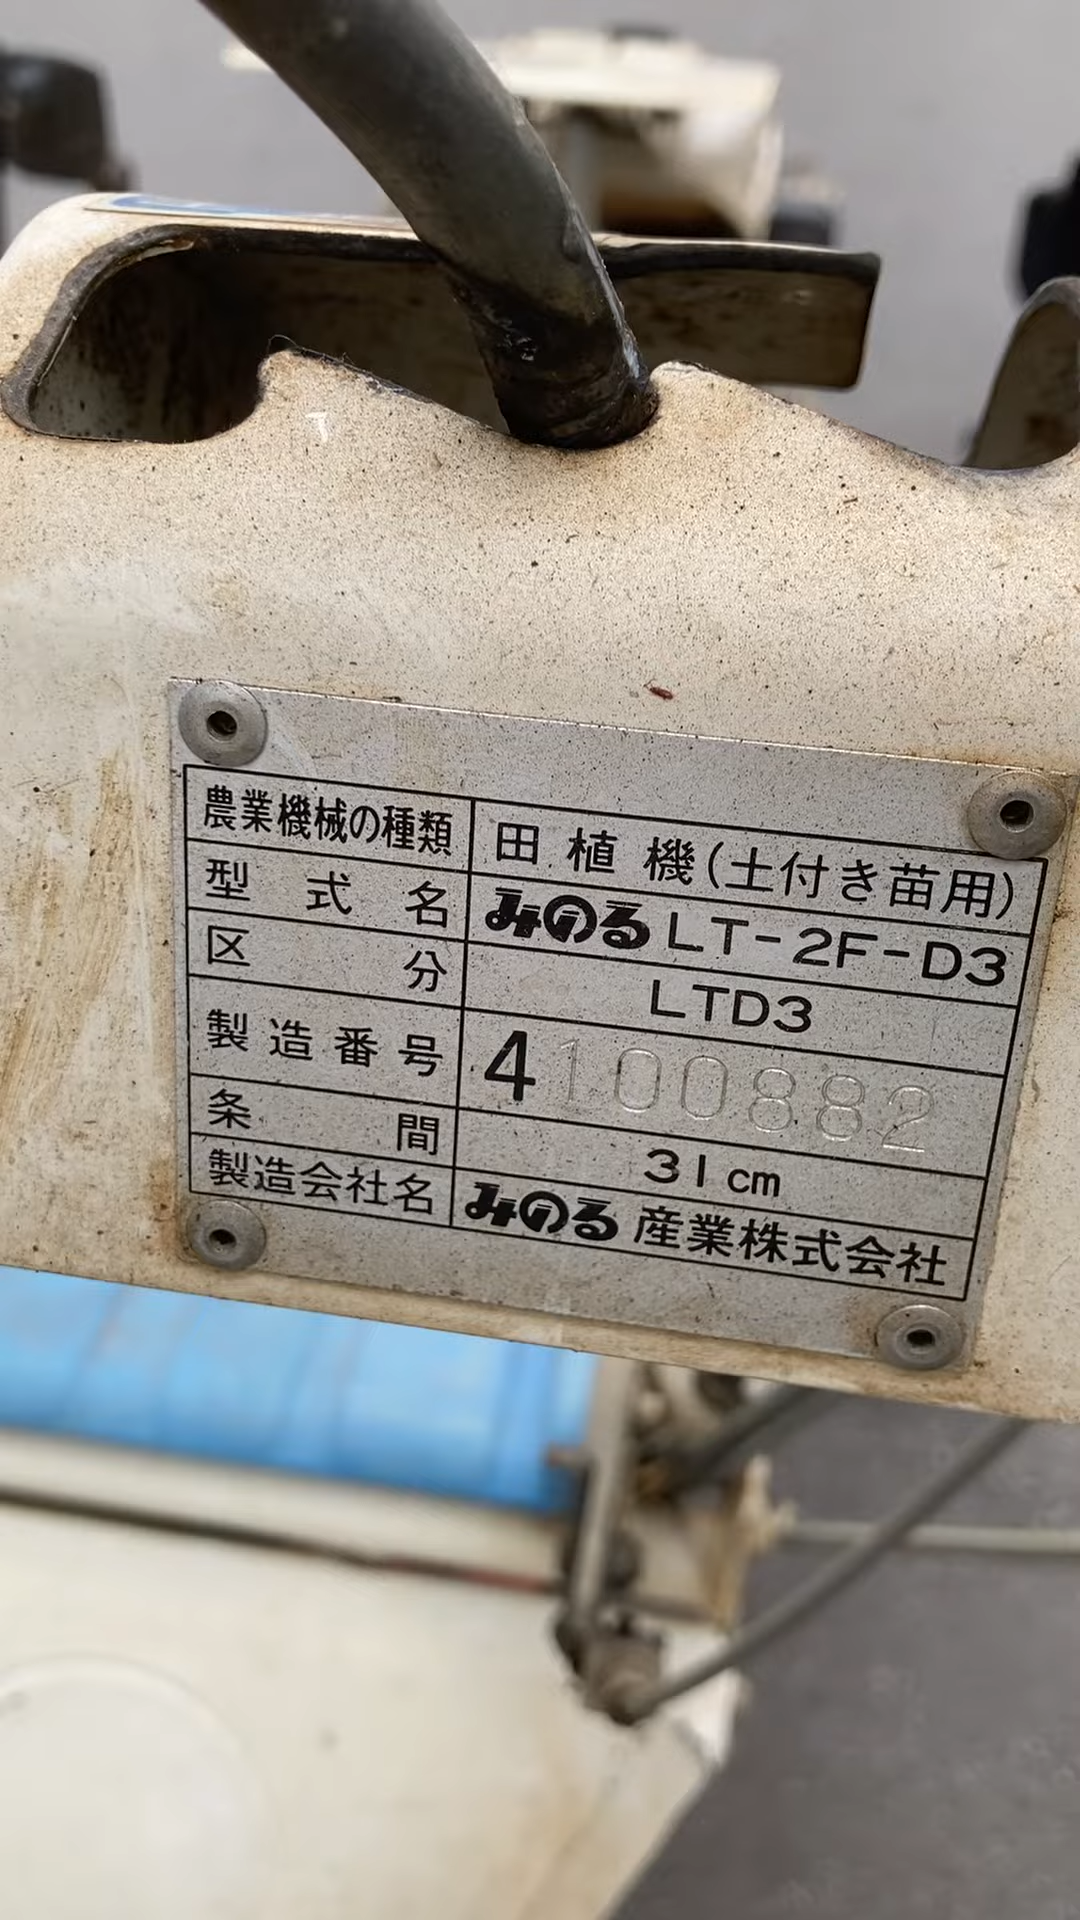 農業機械の種類 田植機(土付き苗用)
型式名 みのるLT-2F-D3
区分 LTD3
製造番号 4100882
条間 31cm
製造会社名 みのる産業株式会社